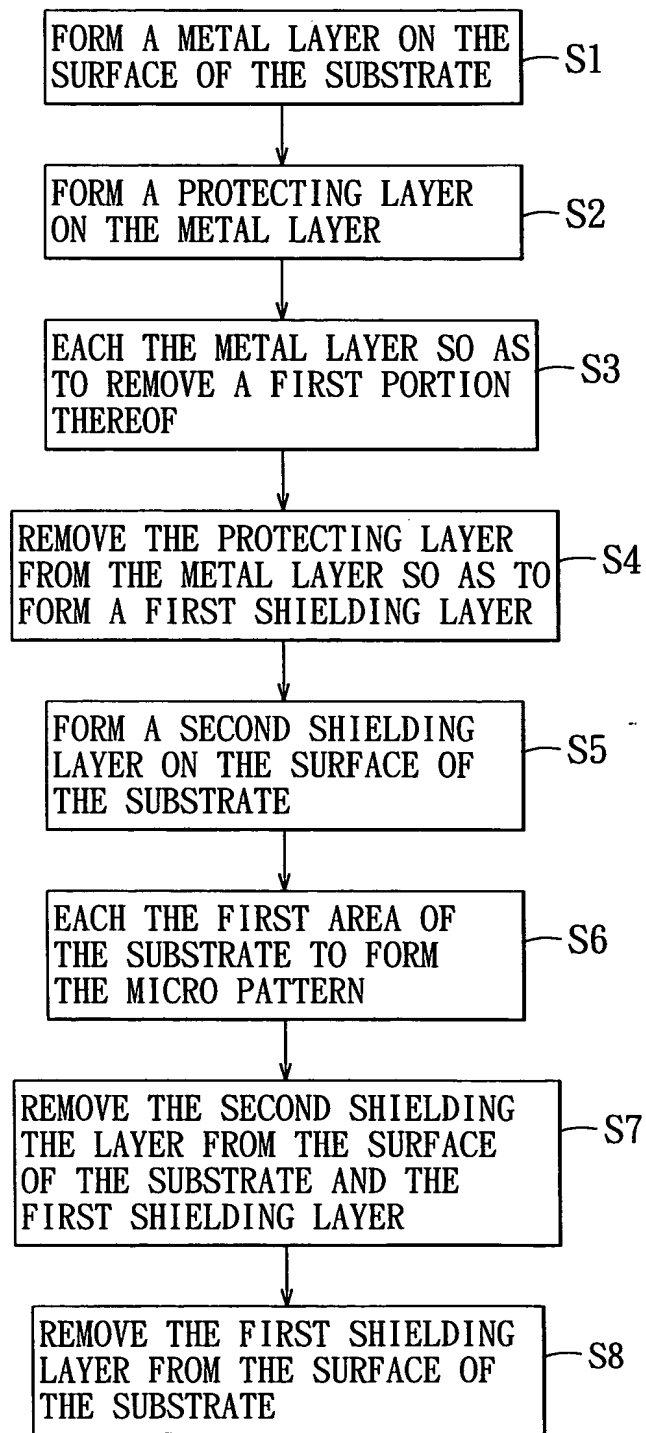 FORM A METAL LAYER ON THE
SURFACE OF THE SUBSTRATE
S1
FORM A PROTECTING LAYER
ON THE METAL LAYER
S2
EACH THE METAL LAYER SO AS
TO REMOVE A FIRST PORTION
THEREOF
S3
REMOVE THE PROTECTING LAYER
FROM THE METAL LAYER SO AS TO
FORM A FIRST SHIELDING LAYER
S4
FORM A SECOND SHIELDING
LAYER ON THE SURFACE OF
THE SUBSTRATE
S5
EACH THE FIRST AREA OF
THE SUBSTRATE TO FORM
THE MICRO PATTERN
S6
REMOVE THE SECOND SHIELDING
THE LAYER FROM THE SURFACE
OF THE SUBSTRATE AND THE
FIRST SHIELDING LAYER
S7
REMOVE THE FIRST SHIELDING
LAYER FROM THE SURFACE OF
THE SUBSTRATE
S8